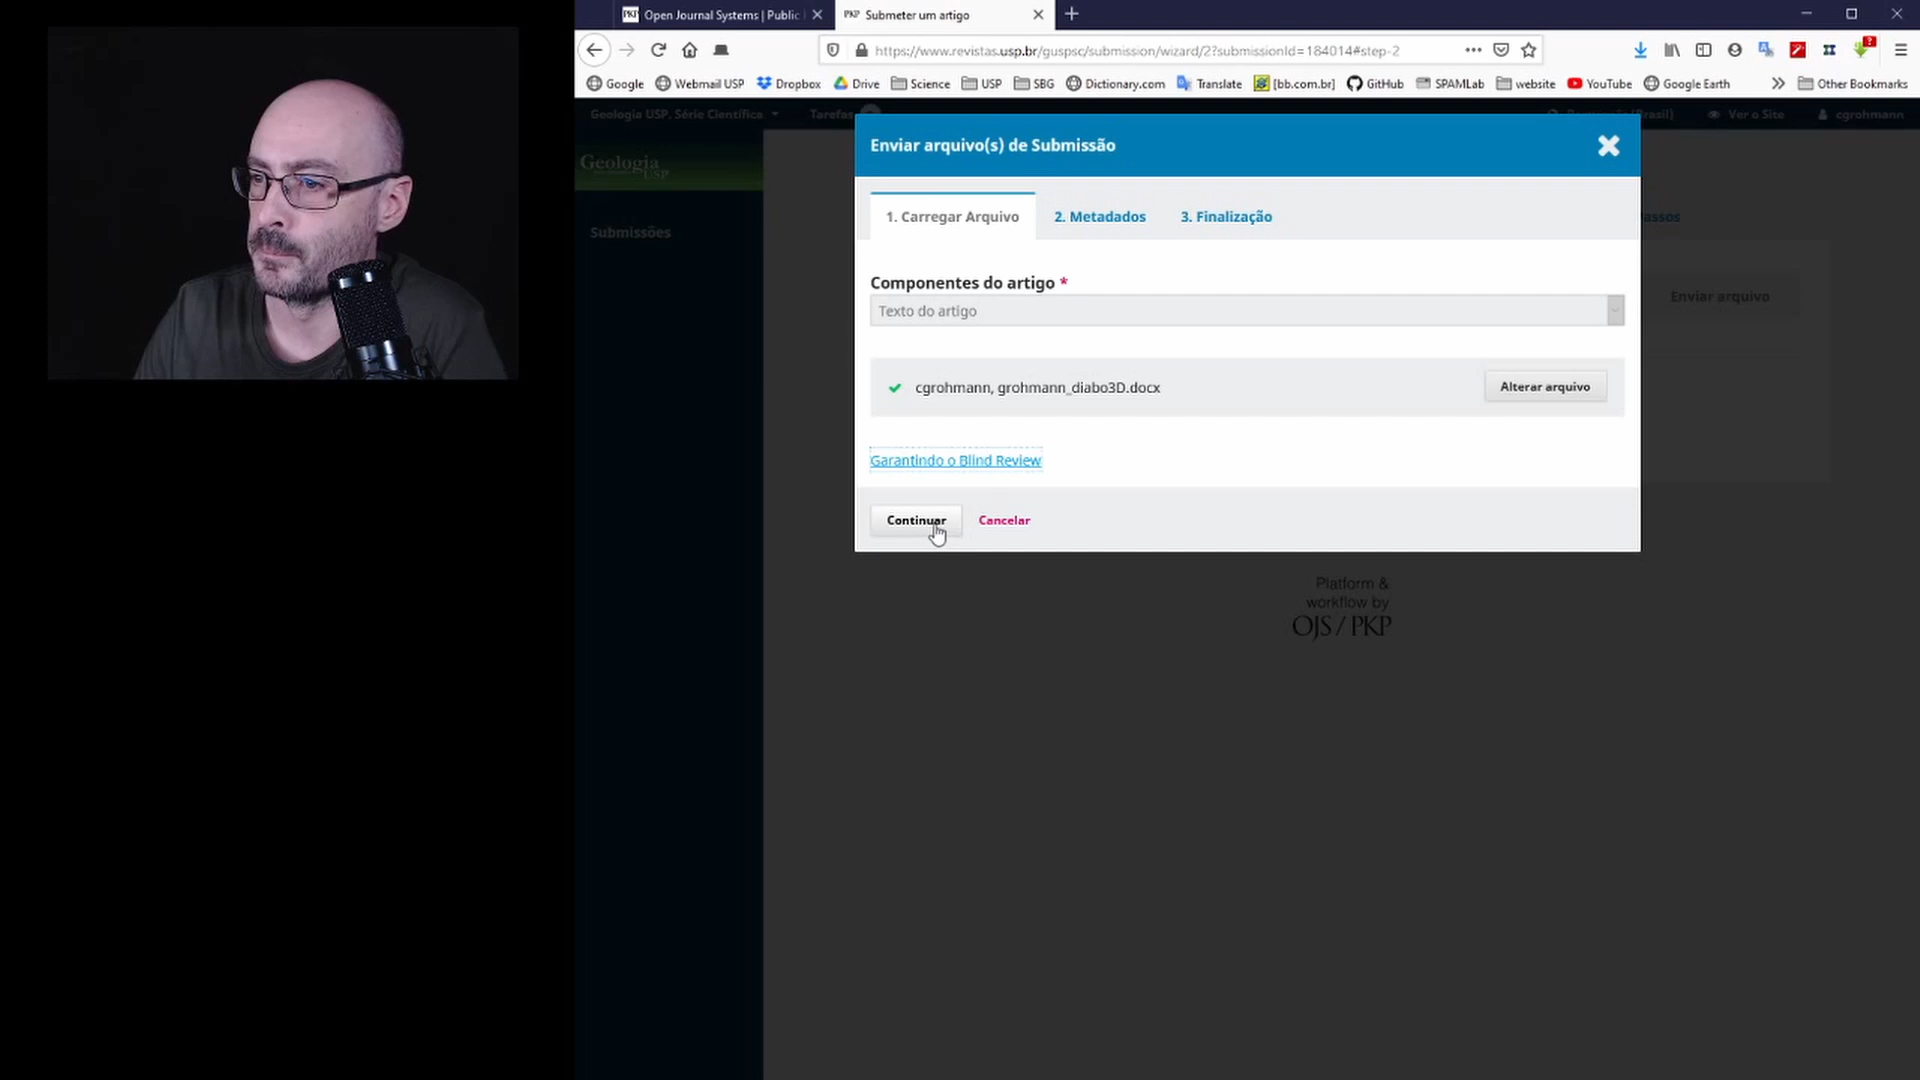 Open Journal Systems | Public
Submeter um artigo
https://www.revistas.usp.br/guspsc/submission/wizard/2?submissionId=184014#step-2
Google
Webmail USP
Dropbox
Drive
Science
USP
SBG
Dictionary.com
Translate
[bb.com.br]
GitHub
SPAMLab
website
YouTube
Google Earth
Other Bookmarks
Geologia USP. Série Científica
Tarefas
Ver o Site
cgrohmann
Geologia
USP
Submissões
Enviar arquivo(s) de Submissão
1. Carregar Arquivo
2. Metadados
3. Finalização
Componentes do artigo *
Texto do artigo
cgrohmann, grohmann_diabo3D.docx
Alterar arquivo
Garantindo o Blind Review
Continuar
Cancelar
Enviar arquivo
Platform &
workflow by
OJS / PKP